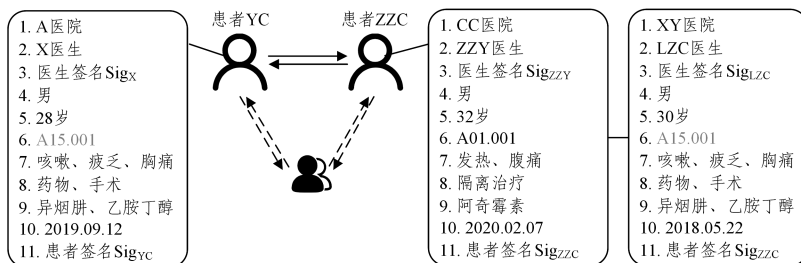 患者YC
患者ZZC
1. A医院
2. X医生
3. 医生签名SigX
4. 男
5. 28岁
6. A15.001
7. 咳嗽、疲乏、胸痛
8. 药物、手术
9. 异烟肼、乙胺丁醇
10. 2019.09.12
11. 患者签名SigYC
1. CC医院
2. ZZY医生
3. 医生签名SigZZY
4. 男
5. 32岁
6. A01.001
7. 发热、腹痛
8. 隔离治疗
9. 阿奇霉素
10. 2020.02.07
11. 患者签名SigZZC
1. XY医院
2. LZC医生
3. 医生签名SigLZC
4. 男
5. 30岁
6. A15.001
7. 咳嗽、疲乏、胸痛
8. 药物、手术
9. 异烟肼、乙胺丁醇
10. 2018.05.22
11. 患者签名SigZZC